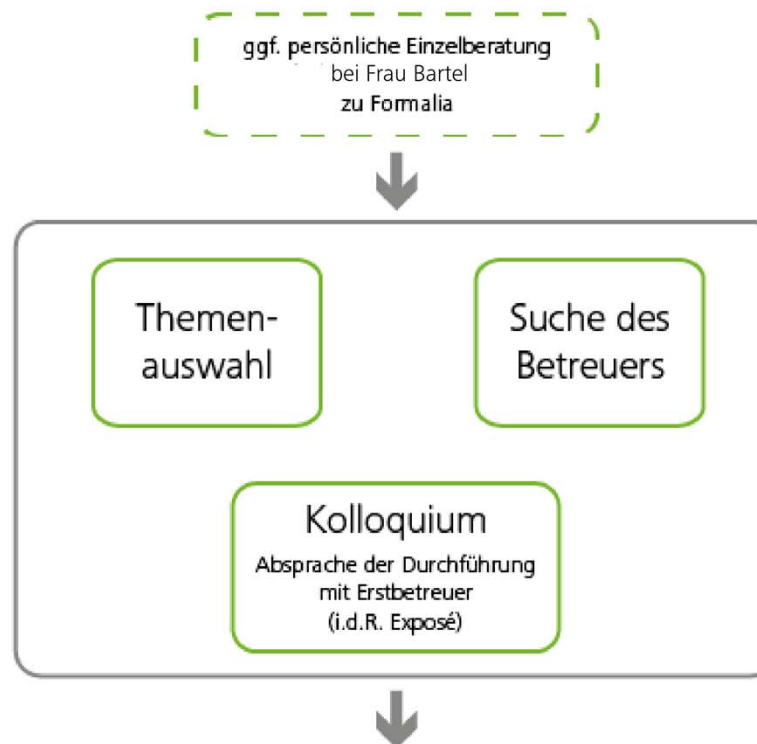 ggf. persönliche Einzelberatung
bei Frau Bartel
zu Formalia
Themen-
auswahl
Suche des
Betreuers
Kolloquium
Absprache der Durchführung
mit Erstbetreuer
(i.d.R. Exposé)